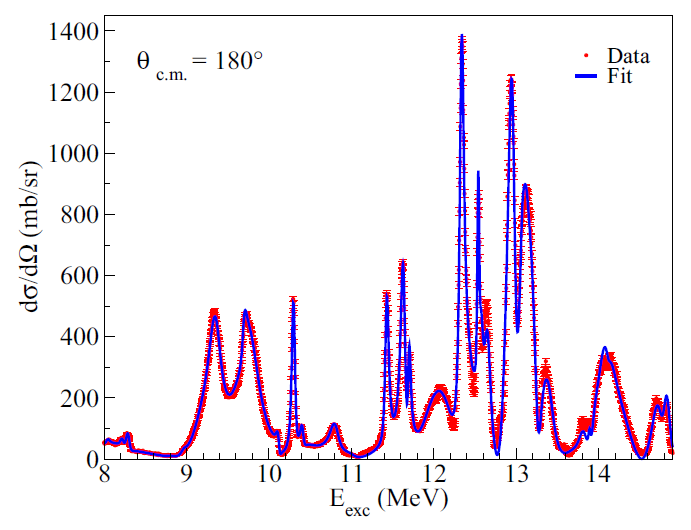 1400
1200
1000
800
600
400
200
0
dσ/dΩ (mb/sr)
θ c.m. = 180°
Data
Fit
8 9 10 11 12 13 14
E exc (MeV)